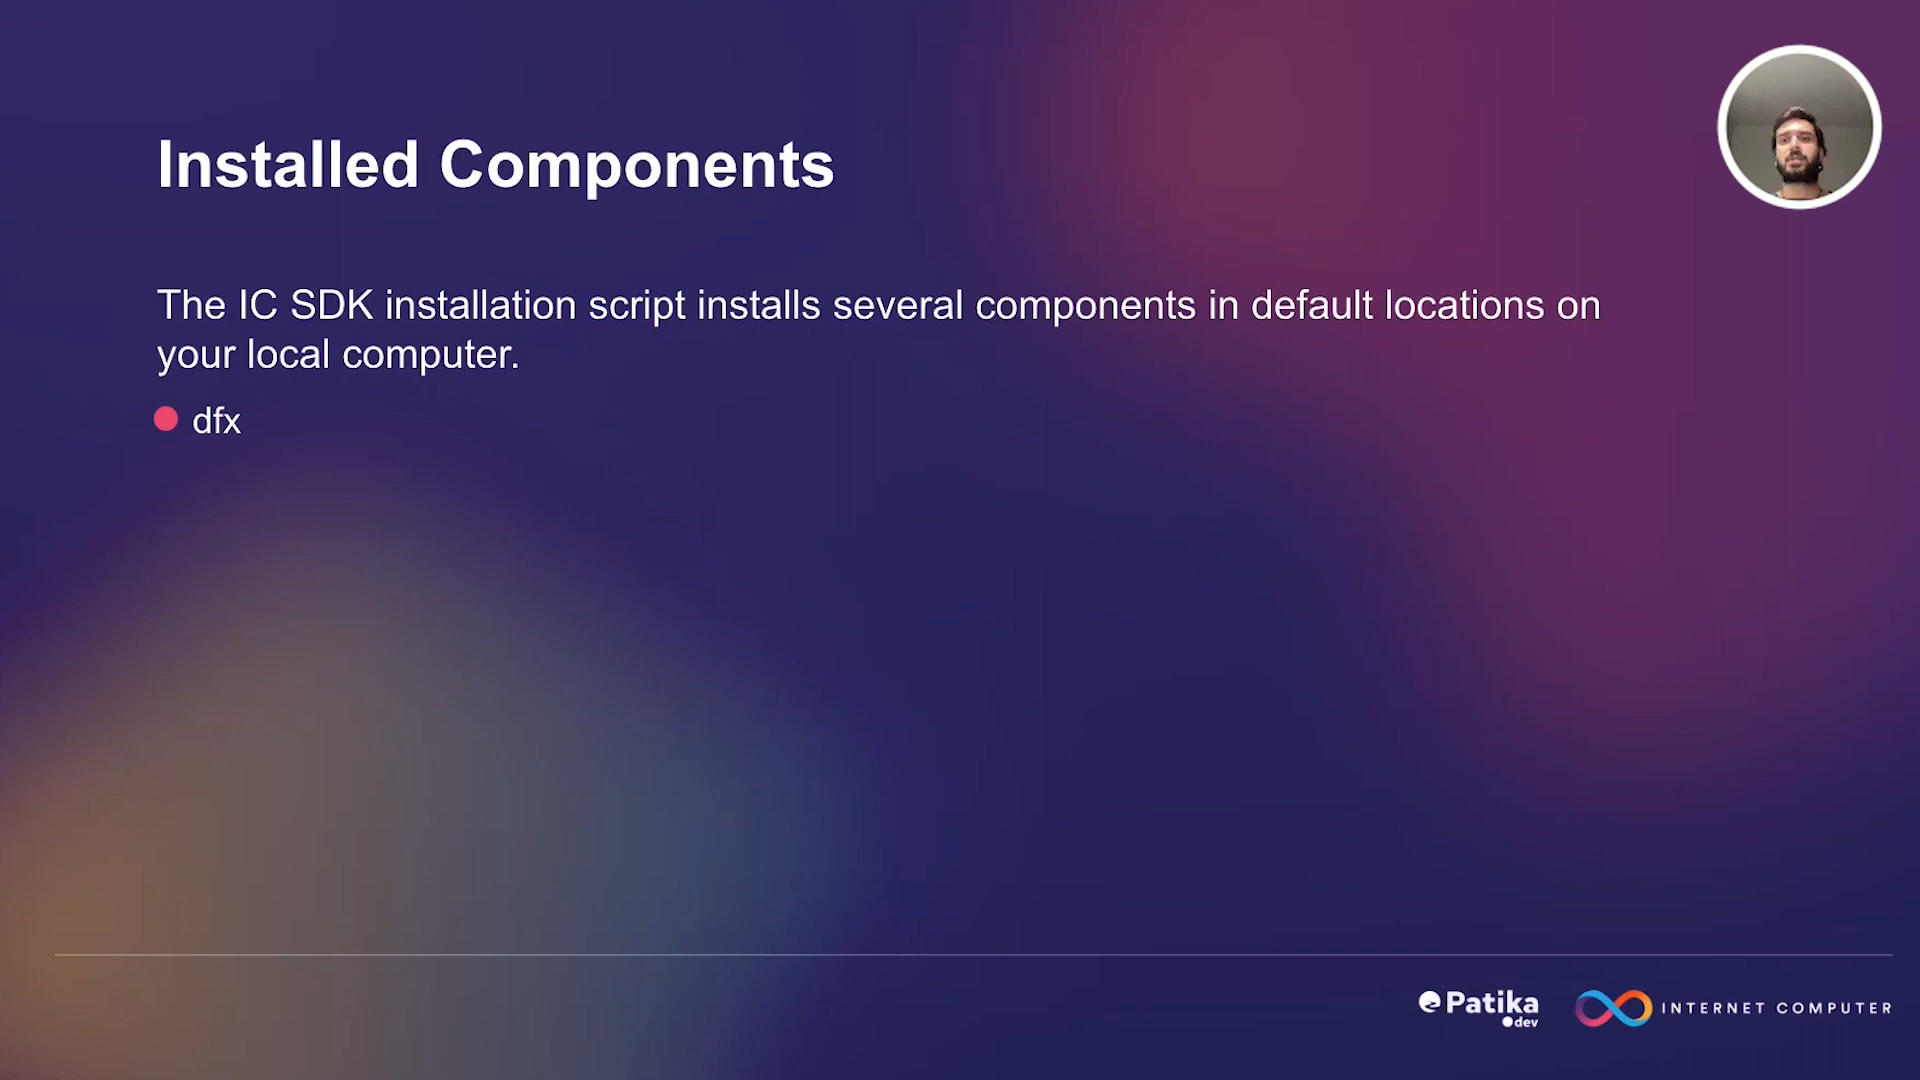 Installed Components
The IC SDK installation script installs several components in default locations on
your local computer.
dfx
Patika
dev
INTERNET COMPUTER